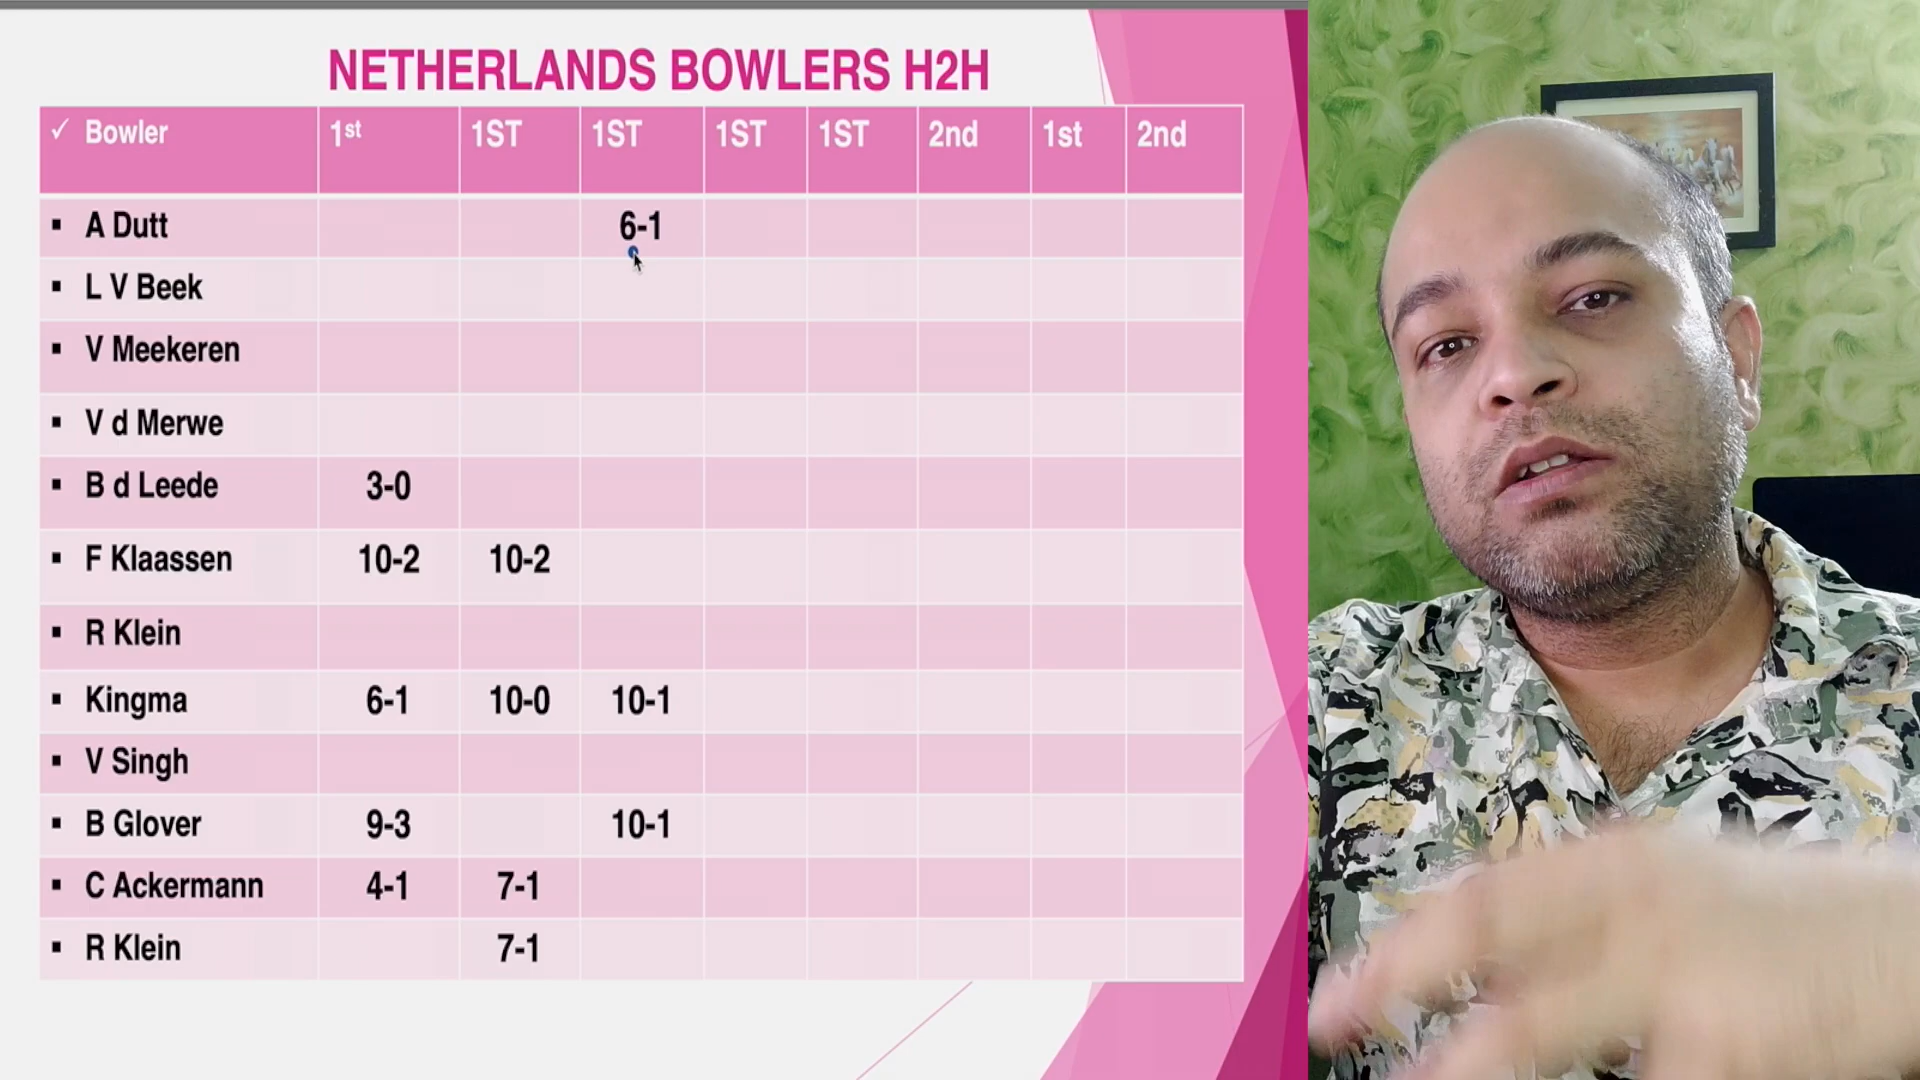 NETHERLANDS BOWLERS H2H
✓ Bowler 1st 1ST 1ST 1ST 1ST 2nd 1st 2nd
▪ A Dutt 6-1
▪ L V Beek
▪ V Meekeren
▪ V d Merwe
▪ B d Leede 3-0
▪ F Klaassen 10-2 10-2
▪ R Klein
▪ Kingma 6-1 10-0 10-1
▪ V Singh
▪ B Glover 9-3 10-1
▪ C Ackermann 4-1 7-1
▪ R Klein 7-1